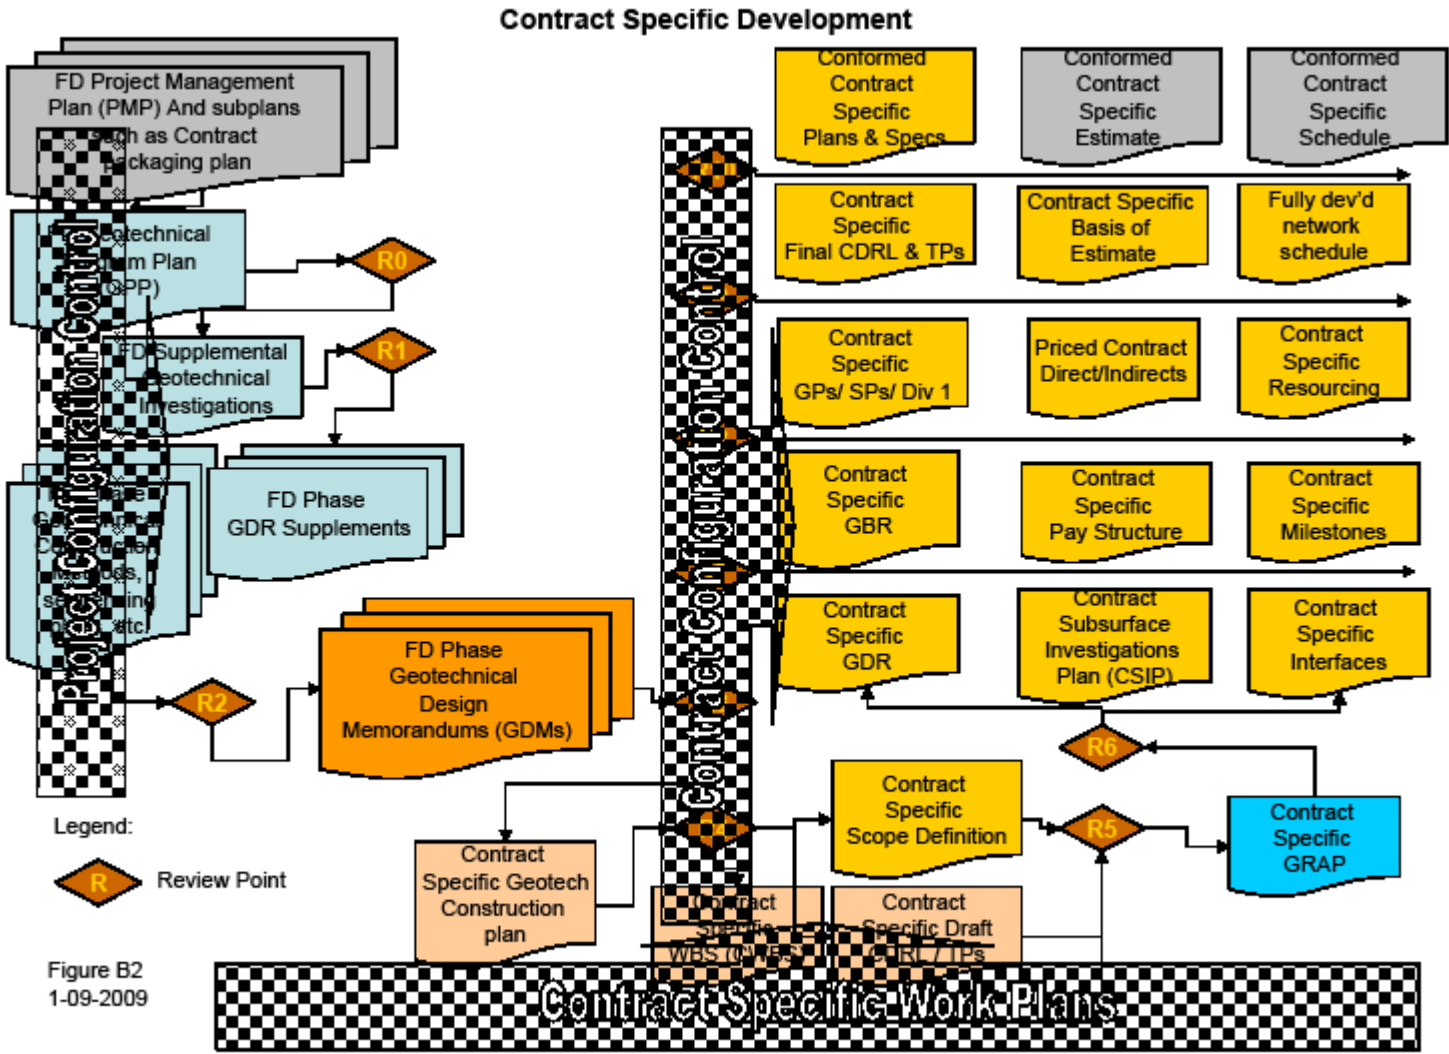 Contract Specific Development
FD Project Management
Plan (PMP) And subplans
such as Contract
packaging plan
Geotechnical
Program Plan
(GPP)
R0
FD Supplemental
Geotechnical
Investigations
R1
FD Phase
GDR Supplements
Project Configuration Control
R2
FD Phase
Geotechnical
Design
Memorandums (GDMs)
Contract Configuration Control
Conformed
Contract
Specific
Plans & Specs
Conformed
Contract
Specific
Estimate
Conformed
Contract
Specific
Schedule
Contract
Specific
Final CDRL & TPs
Contract Specific
Basis of
Estimate
Fully dev'd
network
schedule
Contract
Specific
GPs/ SPs/ Div 1
Priced Contract
Direct/Indirects
Contract
Specific
Resourcing
Contract
Specific
GBR
Contract
Specific
Pay Structure
Contract
Specific
Milestones
Contract
Specific
GDR
Contract
Subsurface
Investigations
Plan (CSIP)
Contract
Specific
Interfaces
R6
Contract
Specific
Scope Definition
R5
Contract
Specific
GRAP
Contract
Specific Geotech
Construction
plan
Contract
Specific
WBS (CWBS)
Contract
Specific Draft
CDRL / TPs
Legend:
R
Review Point
Figure B2
1-09-2009
Contract Specific Work Plans